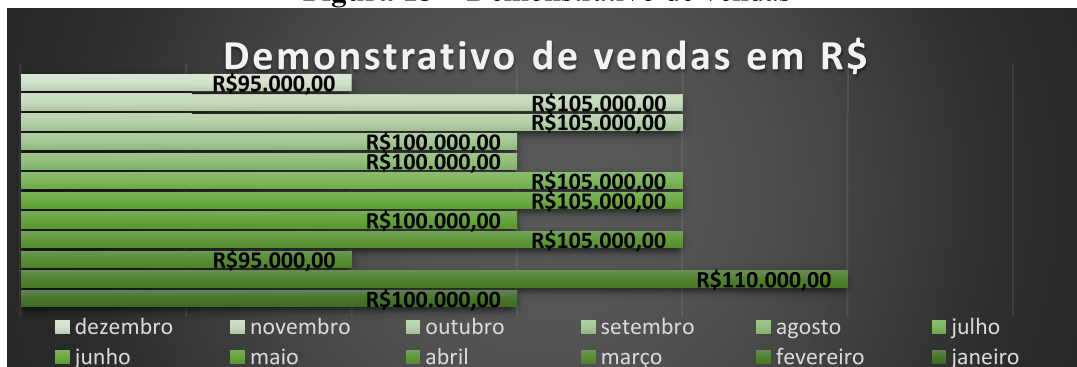 Demonstrativo de vendas em R$
R$95.000,00
R$105.000,00
R$105.000,00
R$100.000,00
R$100.000,00
R$105.000,00
R$105.000,00
R$100.000,00
R$105.000,00
R$95.000,00
R$110.000,00
R$100.000,00
dezembro novembro outubro setembro agosto julho
junho maio abril março fevereiro janeiro